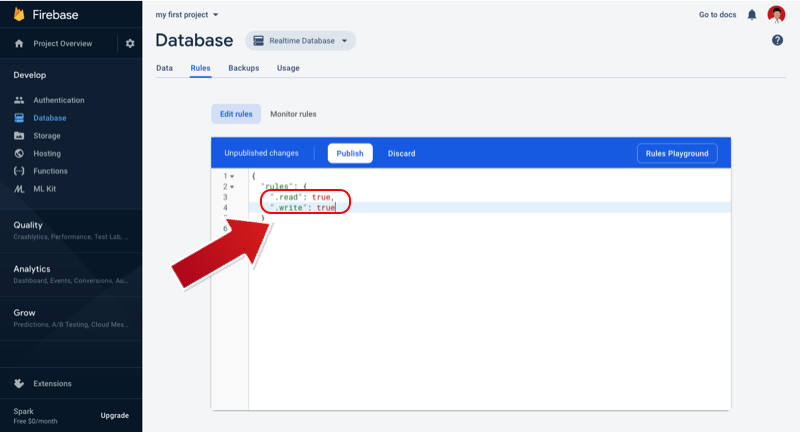 Firebase
my first project
Go to docs
Project Overview
Database
Realtime Database
Data Rules Backups Usage
Develop
Authentication
Database
Storage
Hosting
Functions
ML Kit
Quality
Crashlytics, Performance, Test Lab, ...
Analytics
Dashboard, Events, Conversions, Au...
Grow
Predictions, A/B Testing, Cloud Mes...
Extensions
Spark
Free $0/month
Upgrade
Edit rules Monitor rules
Unpublished changes Publish Discard Rules Playground
1 {
2 "rules": {
3 ".read": true,
4 ".write": true
}
6